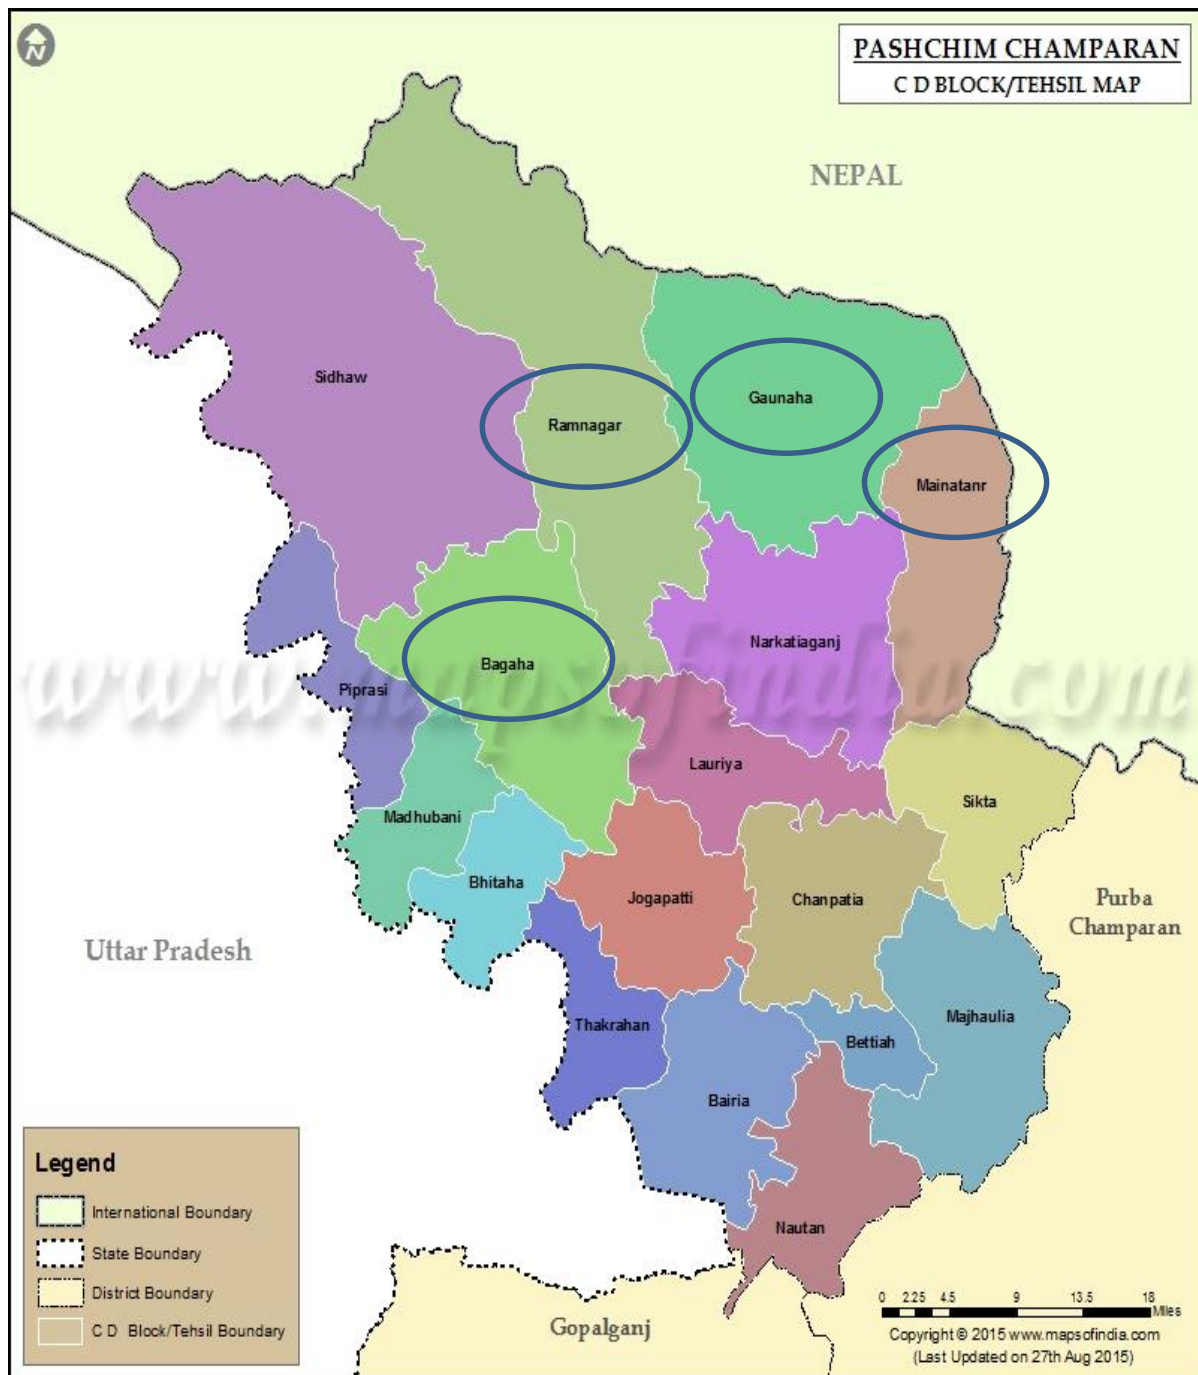 N
PASHCHIM CHAMPARAN
C D BLOCK/TEHSIL MAP
NEPAL
Sidhaw
Gaunaha
Ramnagar
Mainatanr
Narkatiaganj
Bagaha
Piprasi
www.mapsofindia.com
Lauriya
Sikta
Madhubani
Bhitaha
Jogapatti
Chanpatia
Purba
Champaran
Uttar Pradesh
Thakrahan
Majhaulia
Bettiah
Bairia
Nautan
Gopalganj
Legend
International Boundary
State Boundary
District Boundary
C D Block/Tehsil Boundary
0 2.25 4.5 9 13.5 18
Miles
Copyright © 2015 www.mapsofindia.com
(Last Updated on 27th Aug 2015)